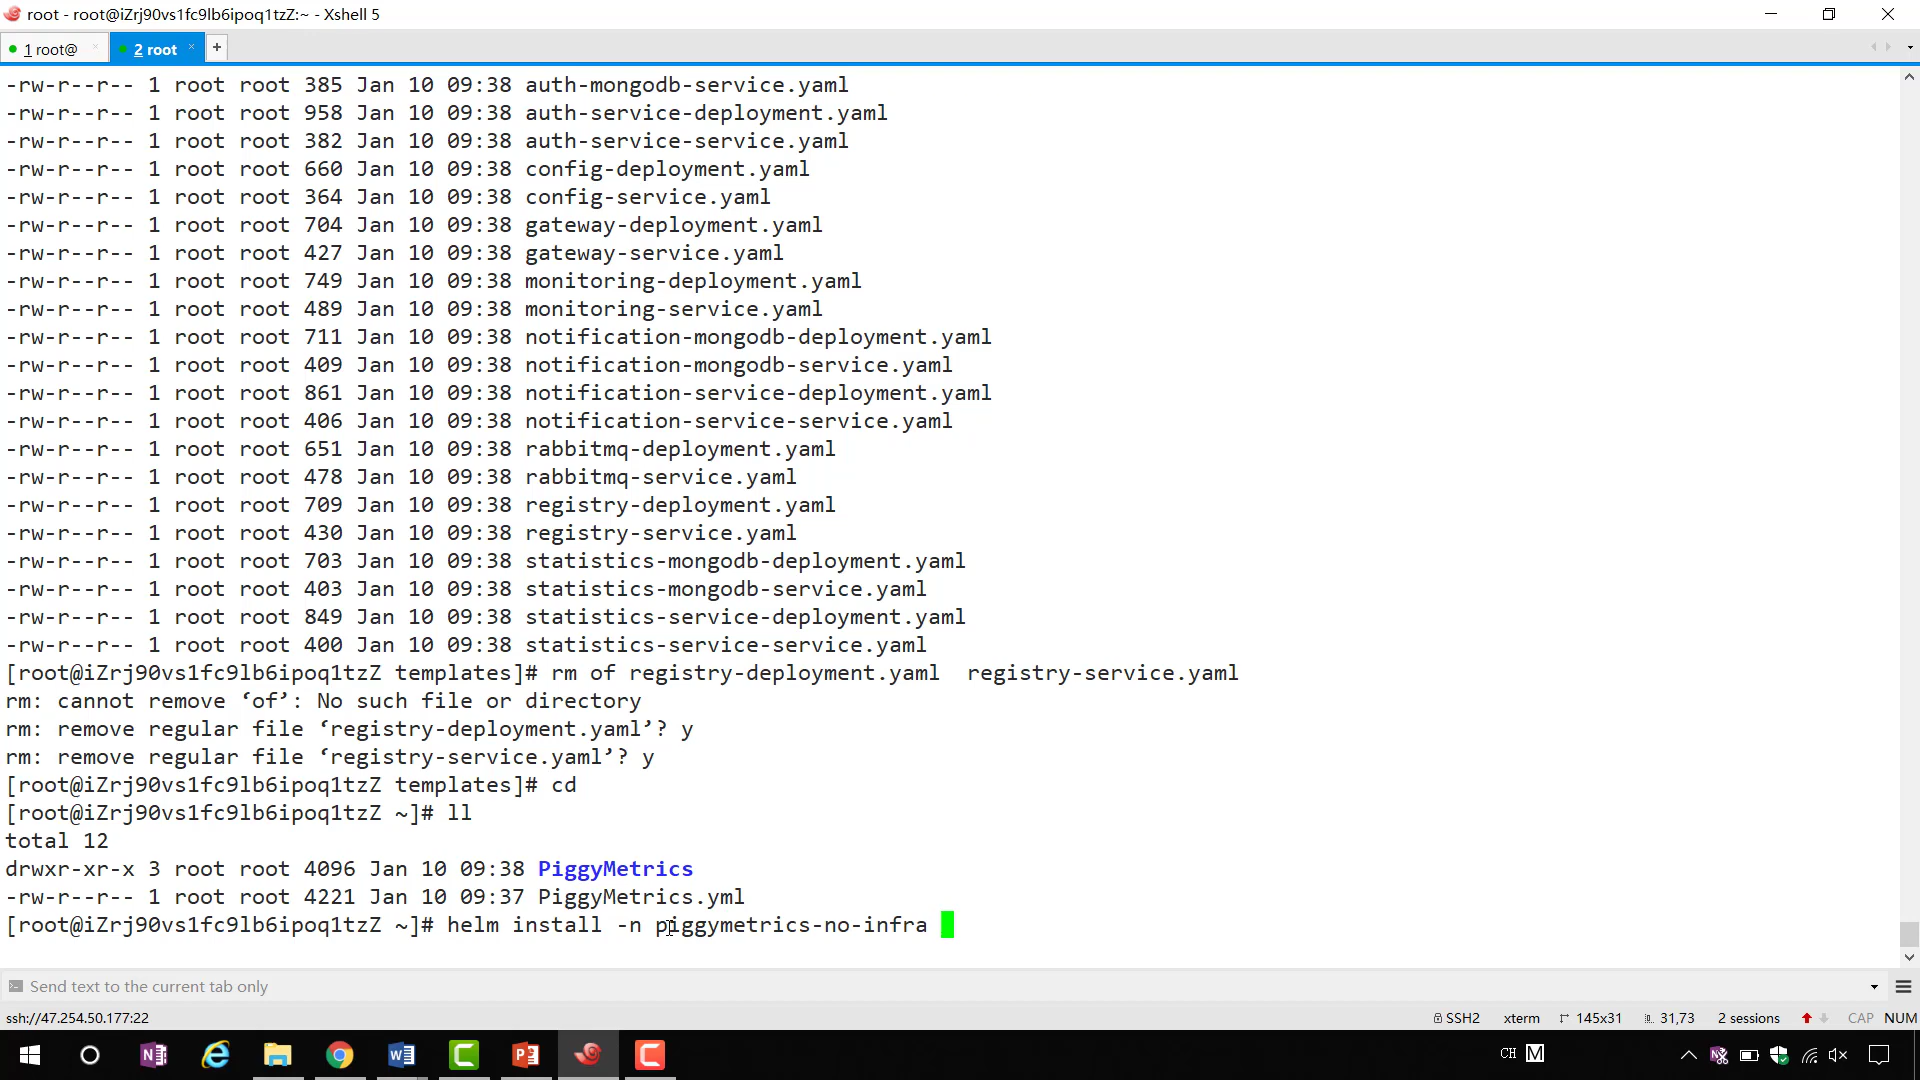 root - root@iZrj90vs1fc9lb6ipoq1tzZ:~ - Xshell 5
1 root@ × 2 root × +
-rw-r--r-- 1 root root 385 Jan 10 09:38 auth-mongodb-service.yaml
-rw-r--r-- 1 root root 958 Jan 10 09:38 auth-service-deployment.yaml
-rw-r--r-- 1 root root 382 Jan 10 09:38 auth-service-service.yaml
-rw-r--r-- 1 root root 660 Jan 10 09:38 config-deployment.yaml
-rw-r--r-- 1 root root 364 Jan 10 09:38 config-service.yaml
-rw-r--r-- 1 root root 704 Jan 10 09:38 gateway-deployment.yaml
-rw-r--r-- 1 root root 427 Jan 10 09:38 gateway-service.yaml
-rw-r--r-- 1 root root 749 Jan 10 09:38 monitoring-deployment.yaml
-rw-r--r-- 1 root root 489 Jan 10 09:38 monitoring-service.yaml
-rw-r--r-- 1 root root 711 Jan 10 09:38 notification-mongodb-deployment.yaml
-rw-r--r-- 1 root root 409 Jan 10 09:38 notification-mongodb-service.yaml
-rw-r--r-- 1 root root 861 Jan 10 09:38 notification-service-deployment.yaml
-rw-r--r-- 1 root root 406 Jan 10 09:38 notification-service-service.yaml
-rw-r--r-- 1 root root 651 Jan 10 09:38 rabbitmq-deployment.yaml
-rw-r--r-- 1 root root 478 Jan 10 09:38 rabbitmq-service.yaml
-rw-r--r-- 1 root root 709 Jan 10 09:38 registry-deployment.yaml
-rw-r--r-- 1 root root 430 Jan 10 09:38 registry-service.yaml
-rw-r--r-- 1 root root 703 Jan 10 09:38 statistics-mongodb-deployment.yaml
-rw-r--r-- 1 root root 403 Jan 10 09:38 statistics-mongodb-service.yaml
-rw-r--r-- 1 root root 849 Jan 10 09:38 statistics-service-deployment.yaml
-rw-r--r-- 1 root root 400 Jan 10 09:38 statistics-service-service.yaml
[root@iZrj90vs1fc9lb6ipoq1tzZ templates]# rm of registry-deployment.yaml  registry-service.yaml
rm: cannot remove ‘of’: No such file or directory
rm: remove regular file ‘registry-deployment.yaml’? y
rm: remove regular file ‘registry-service.yaml’? y
[root@iZrj90vs1fc9lb6ipoq1tzZ templates]# cd
[root@iZrj90vs1fc9lb6ipoq1tzZ ~]# ll
total 12
drwxr-xr-x 3 root root 4096 Jan 10 09:38 PiggyMetrics
-rw-r--r-- 1 root root 4221 Jan 10 09:37 PiggyMetrics.yml
[root@iZrj90vs1fc9lb6ipoq1tzZ ~]# helm install -n piggymetrics-no-infra
Send text to the current tab only
ssh://47.254.50.177:22 SSH2 xterm 145x31 31,73 2 sessions CAP NUM
CH M